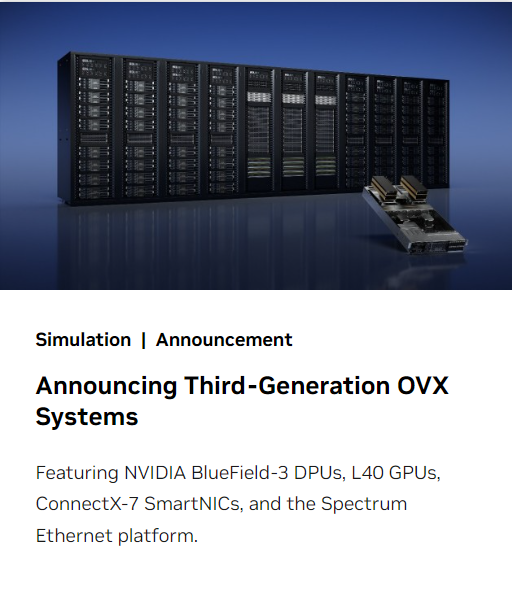 Simulation | Announcement
Announcing Third-Generation OVX
Systems
Featuring NVIDIA BlueField-3 DPUs, L40 GPUs,
ConnectX-7 SmartNICs, and the Spectrum
Ethernet platform.